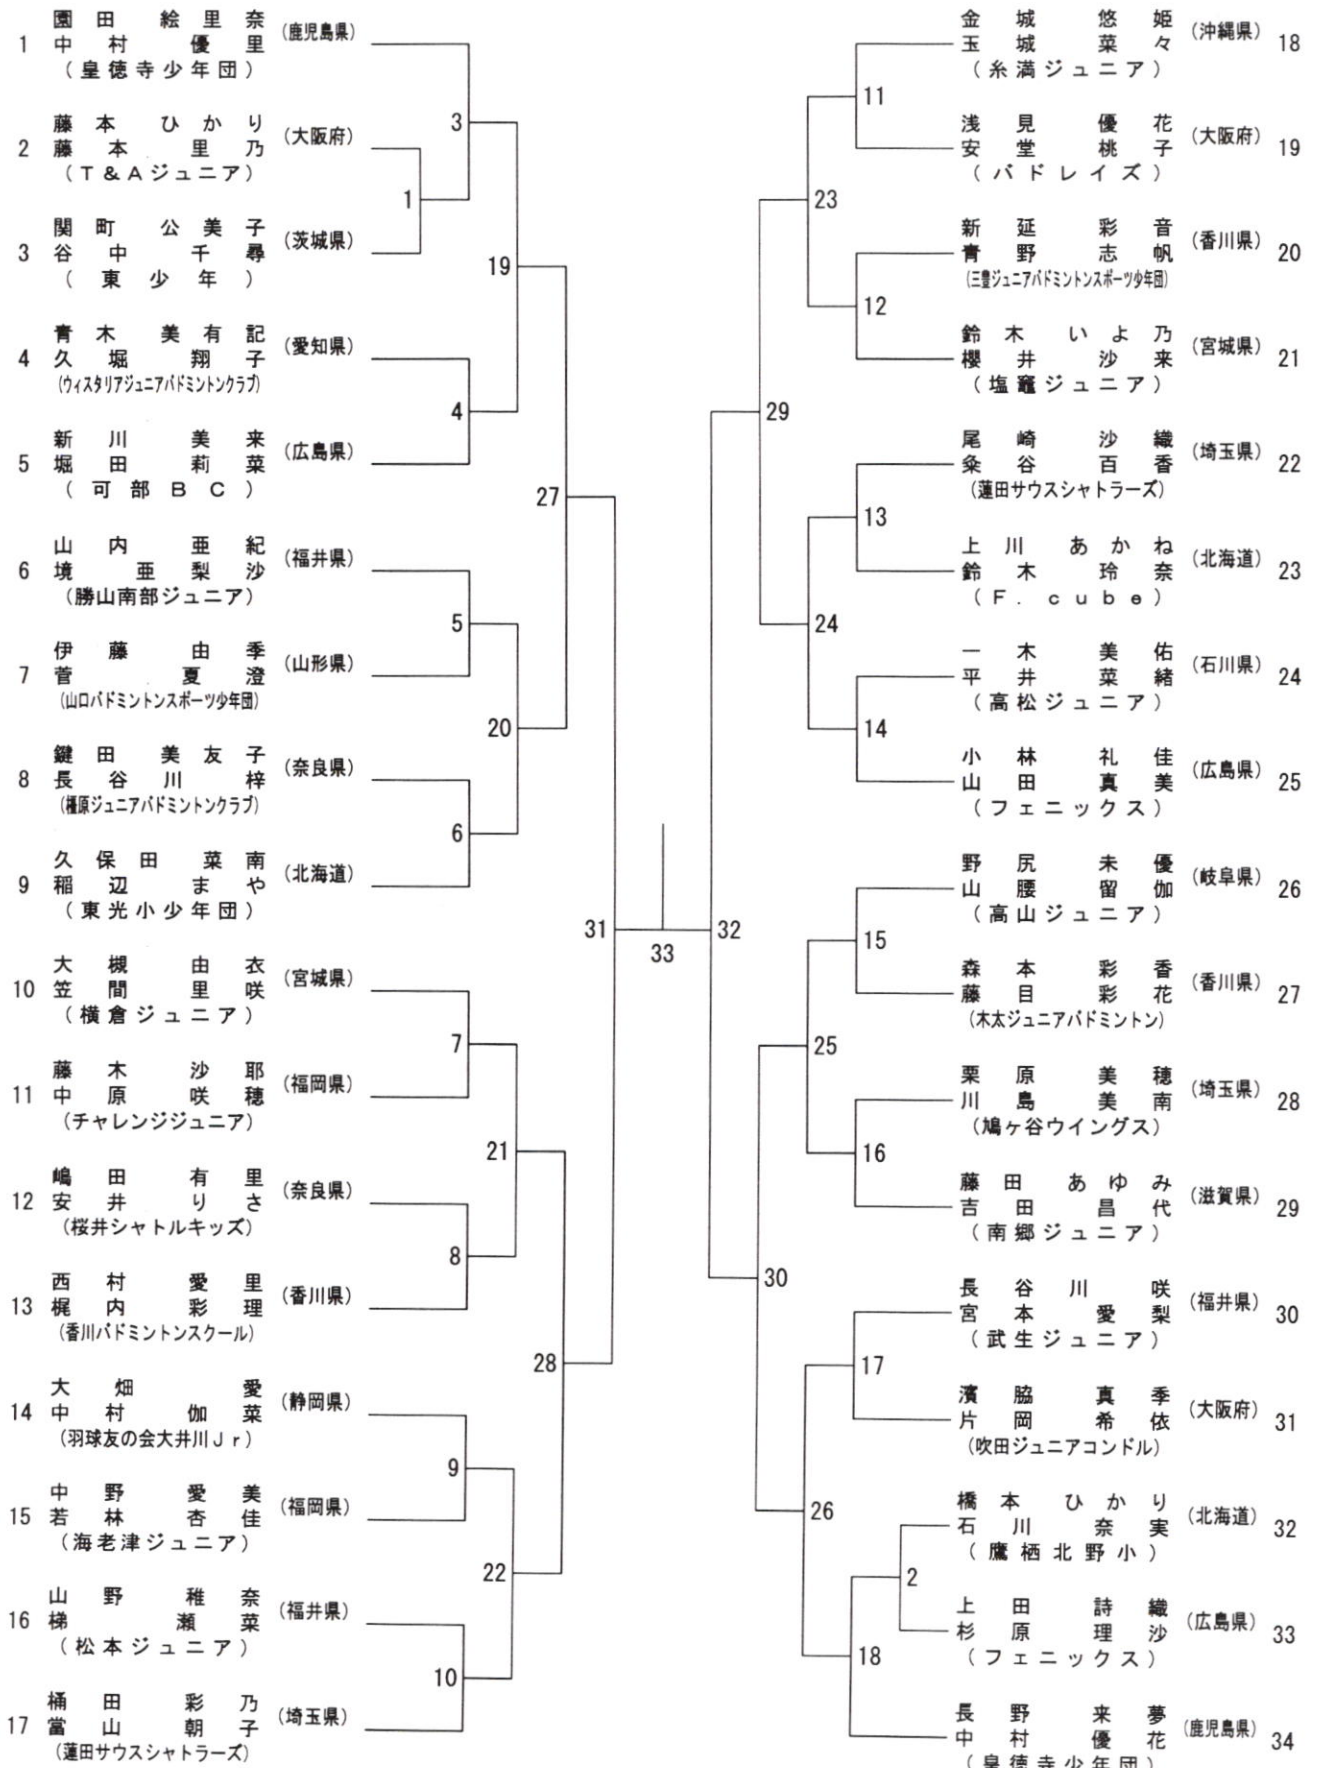 園田 絵里奈 (鹿児島県)
1 中村 優里
(皇徳寺少年団)
藤本 ひかり (大阪府)
2 藤本 里乃
(T&Aジュニア)
関町 公美子 (茨城県)
3 谷中 千尋
(東少年)
青木 美有記 (愛知県)
4 久堀 翔子
(ウィスタリアジュニアバドミントンクラブ)
新川 美来 (広島県)
5 堀田 莉菜
(可部BC)
山内 亜紀 (福井県)
6 境 亜梨沙
(勝山南部ジュニア)
伊藤 由季 (山形県)
7 菅 夏澄
(山口バドミントンスポーツ少年団)
鍵田 美友子 (奈良県)
8 長谷川 梓
(橿原ジュニアバドミントンクラブ)
久保田 菜南 (北海道)
9 稲辺 まや
(東光小少年団)
大槻 由衣 (宮城県)
10 笠間 里咲
(横倉ジュニア)
藤木 沙耶 (福岡県)
11 中原 咲穂
(チャレンジジュニア)
嶋田 有里 (奈良県)
12 安井 りさ
(桜井シャトルキッズ)
西村 愛里 (香川県)
13 梶内 彩理
(香川バドミントンスクール)
大畑 愛 (静岡県)
14 中村 伽菜
(羽球友の会大井川Jr)
中野 愛美 (福岡県)
15 若林 杏佳
(海老津ジュニア)
山野 稚奈 (福井県)
16 梯 瀬菜
(松本ジュニア)
桶田 彩乃 (埼玉県)
17 當山 朝子
(蓮田サウスシャトラーズ)
1
3
4
5
6
7
8
9
10
19
20
21
22
27
28
31
33
32
29
30
23
24
25
26
11
12
13
14
15
16
17
2
18
金城 悠姫 (沖縄県)
玉城 菜々 18
(糸満ジュニア)
浅見 優花 (大阪府)
安堂 桃子 19
(バドレイズ)
新延 彩音 (香川県)
青野 志帆 20
(三豊ジュニアバドミントンスポーツ少年団)
鈴木 いよ乃 (宮城県)
櫻井 沙来 21
(塩竈ジュニア)
尾崎 沙織 (埼玉県)
粂谷 百香 22
(蓮田サウスシャトラーズ)
上川 あかね (北海道)
鈴木 玲奈 23
(F.cube)
一木 美佑 (石川県)
平井 菜緒 24
(高松ジュニア)
小林 礼佳 (広島県)
山田 真美 25
(フェニックス)
野尻 未優 (岐阜県)
山腰 留伽 26
(高山ジュニア)
森本 彩香 (香川県)
藤目 彩花 27
(木太ジュニアバドミントン)
栗原 美穂 (埼玉県)
川島 美南 28
(鳩ヶ谷ウイングス)
藤田 あゆみ (滋賀県)
吉田 昌代 29
(南郷ジュニア)
長谷川 咲 (福井県)
宮本 愛梨 30
(武生ジュニア)
濱脇 真季 (大阪府)
片岡 希依 31
(吹田ジュニアコンドル)
橋本 ひかり (北海道)
石川 奈実 32
(鷹栖北野小)
上田 詩織 (広島県)
杉原 理沙 33
(フェニックス)
長野 来夢 (鹿児島県)
中村 優花 34
(皇徳寺少年団)